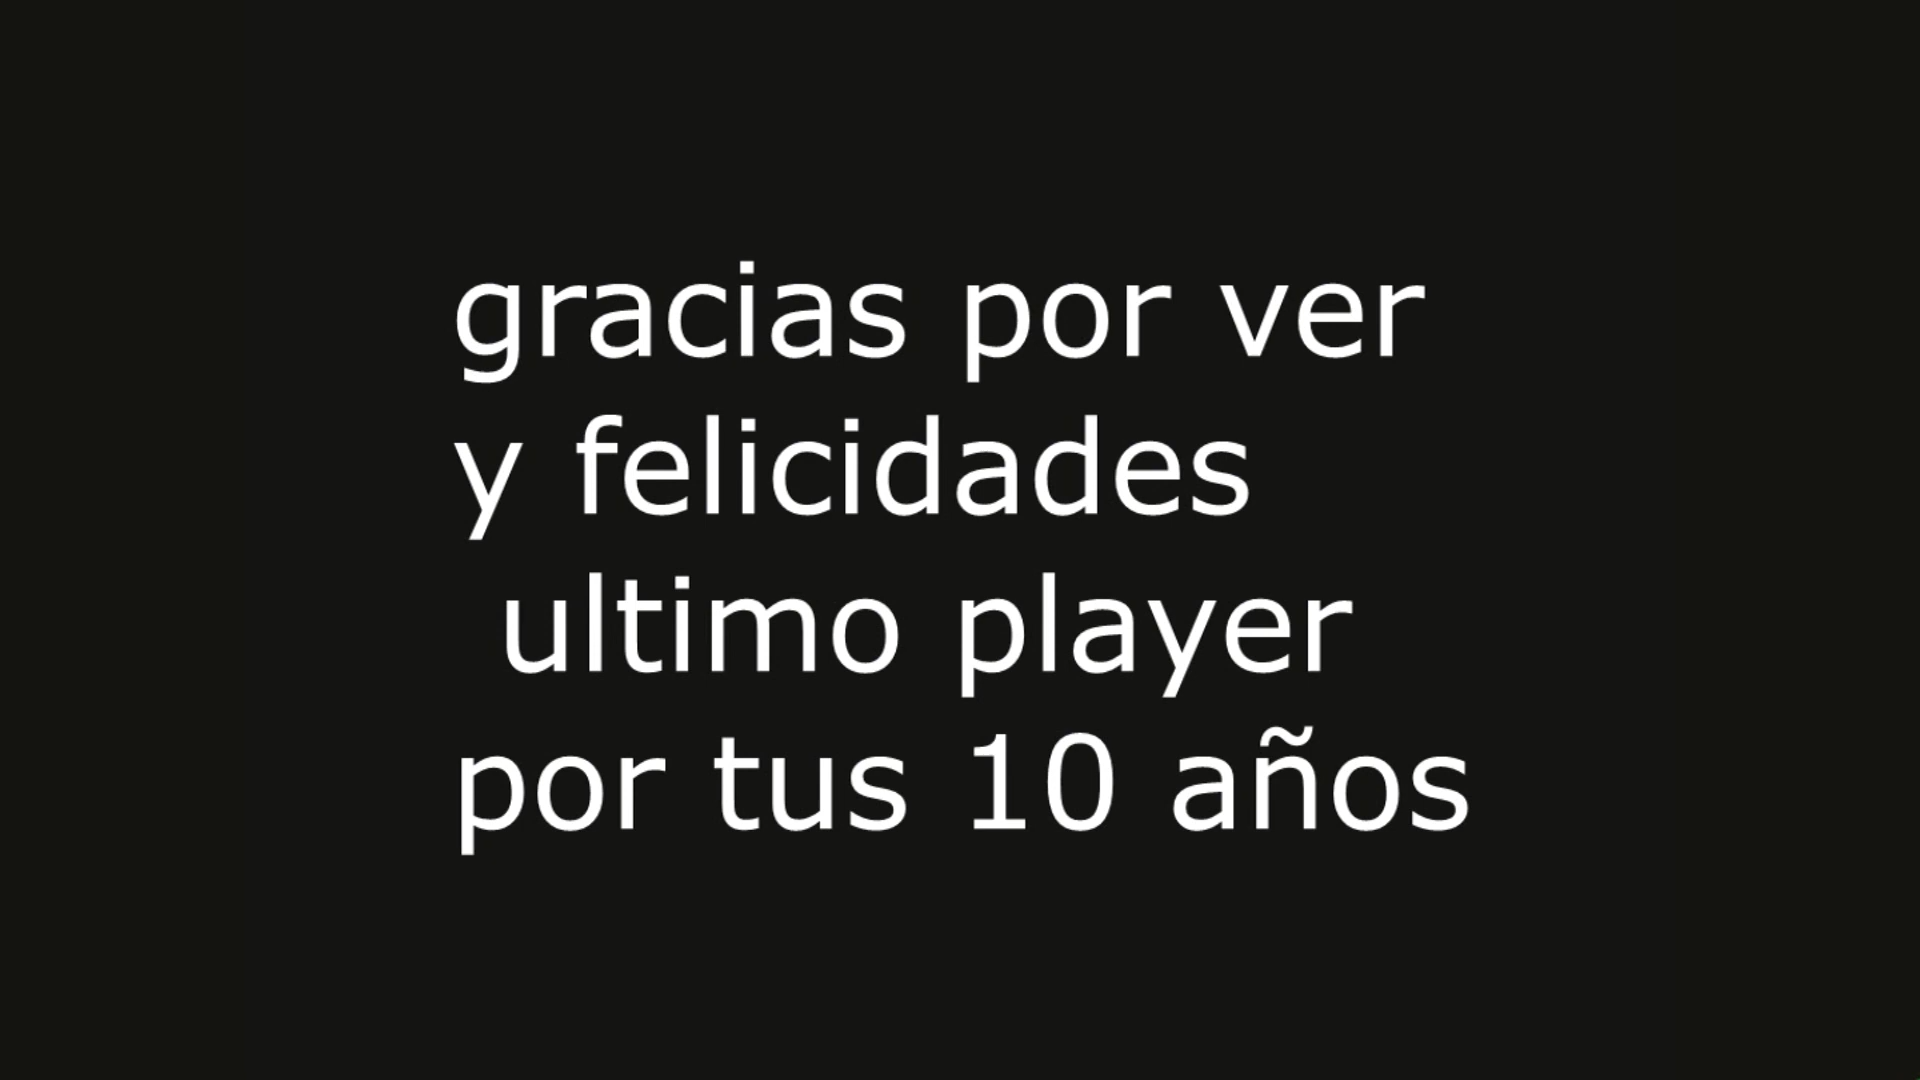 gracias por ver
y felicidades
ultimo player
por tus 10 años